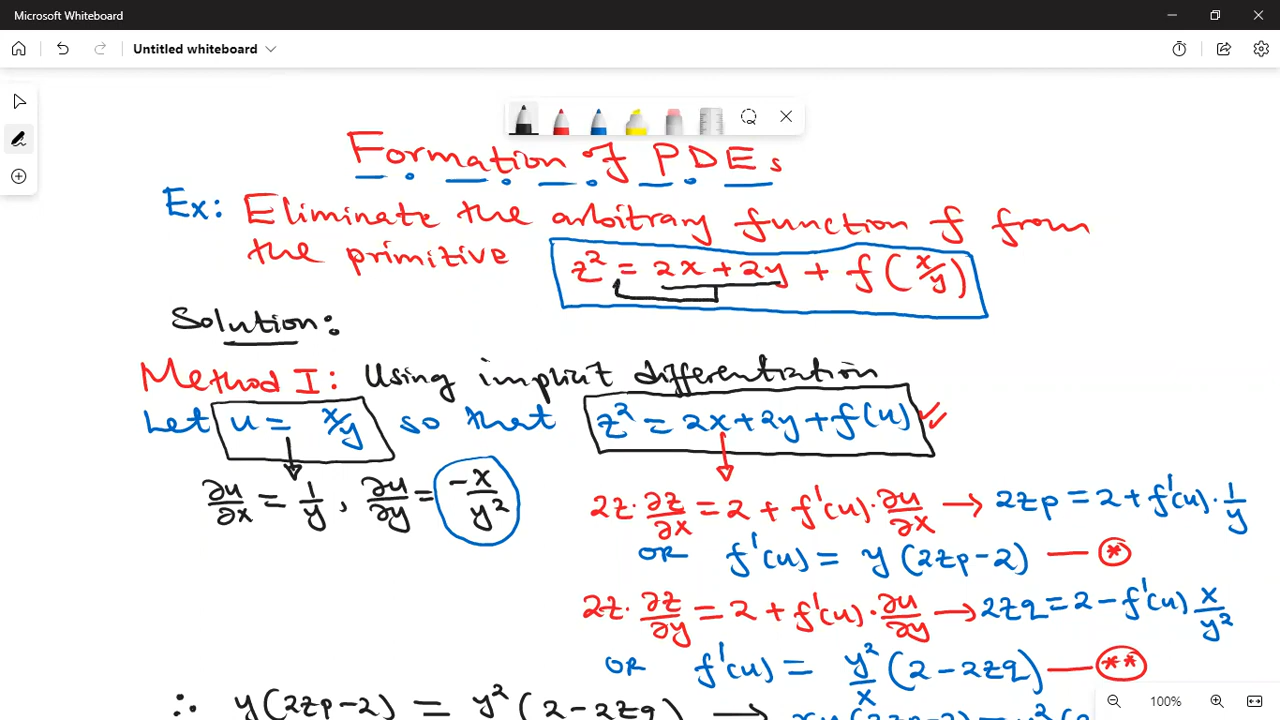 Microsoft Whiteboard
Untitled whiteboard
Formation of PDEs
Ex: Eliminate the arbitrary function f from
the primitive z² = 2x + 2y + f(x/y)
Solution:
Method I: Using implicit differentiation
Let u = x/y so that z² = 2x+2y+f(u) ✓
∂u/∂x = 1/y, ∂u/∂y = -x/y²
2z·∂z/∂x = 2 + f'(u)·∂u/∂x → 2zp = 2 + f'(u)·1/y
OR f'(u) = y(2zp-2) — (*)
2z·∂z/∂y = 2 + f'(u)·∂u/∂y → 2zq = 2 - f'(u) x/y²
OR f'(u) = y²/x (2-2zq) — (**)
∴ y(2zp-2) = y²(2-2zq) →
100%